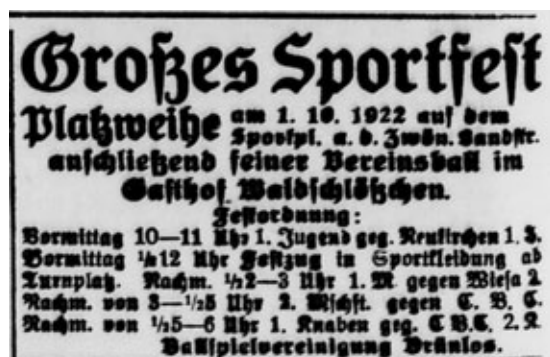 Großes Sportfest
Platzweihe am 1. 10. 1922 auf dem
Sportpl. a. d. Zwön. Landstr.
anschließend feiner Vereinsball im
Gasthof Waldschlößchen.
Festordnung:
Vormittag 10—11 Uhr 1. Jugend geg. Neukirchen 1. J.
Vormittag ½12 Uhr Festzug in Sportkleidung ab
Turnplatz. Nachm. ½2—3 Uhr 1. M. gegen Wiesa 2
Nachm. von 3—½5 Uhr 2. Mschft. gegen C. B. C.
Nachm. von ½5—6 Uhr 1. Knaben geg. C B.C. 2. K
Ballspielvereinigung Brünlos.